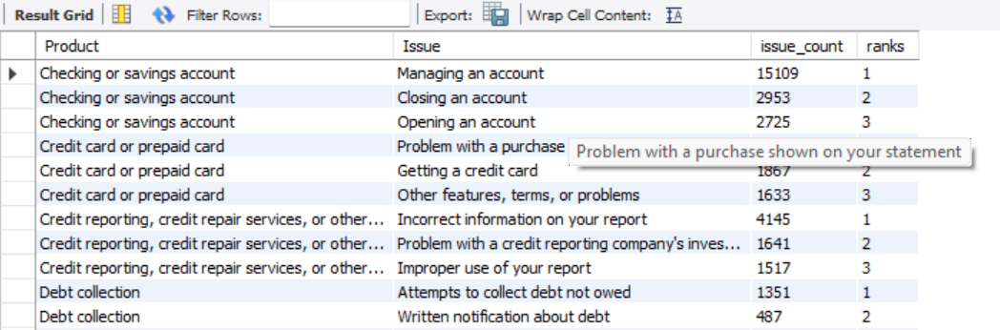 Result Grid Filter Rows: Export: Wrap Cell Content: IA
Product Issue issue_count ranks
Checking or savings account Managing an account 15109 1
Checking or savings account Closing an account 2953 2
Checking or savings account Opening an account 2725 3
Credit card or prepaid card Problem with a purchase Problem with a purchase shown on your statement
Credit card or prepaid card Getting a credit card 1867 2
Credit card or prepaid card Other features, terms, or problems 1633 3
Credit reporting, credit repair services, or other... Incorrect information on your report 4145 1
Credit reporting, credit repair services, or other... Problem with a credit reporting company's inves... 1641 2
Credit reporting, credit repair services, or other... Improper use of your report 1517 3
Debt collection Attempts to collect debt not owed 1351 1
Debt collection Written notification about debt 487 2